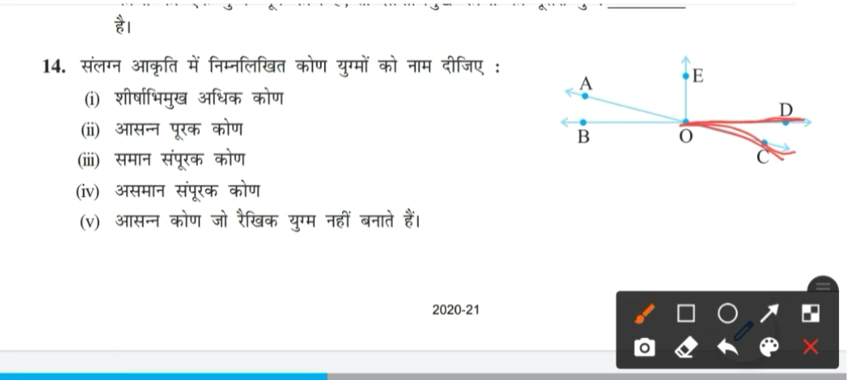 है।
14. संलग्न आकृति में निम्नलिखित कोण युग्मों को नाम दीजिए :
(i) शीर्षाभिमुख अधिक कोण
(ii) आसन्न पूरक कोण
(iii) समान संपूरक कोण
(iv) असमान संपूरक कोण
(v) आसन्न कोण जो रैखिक युग्म नहीं बनाते हैं।
E
A
D
B
O
C
2020-21